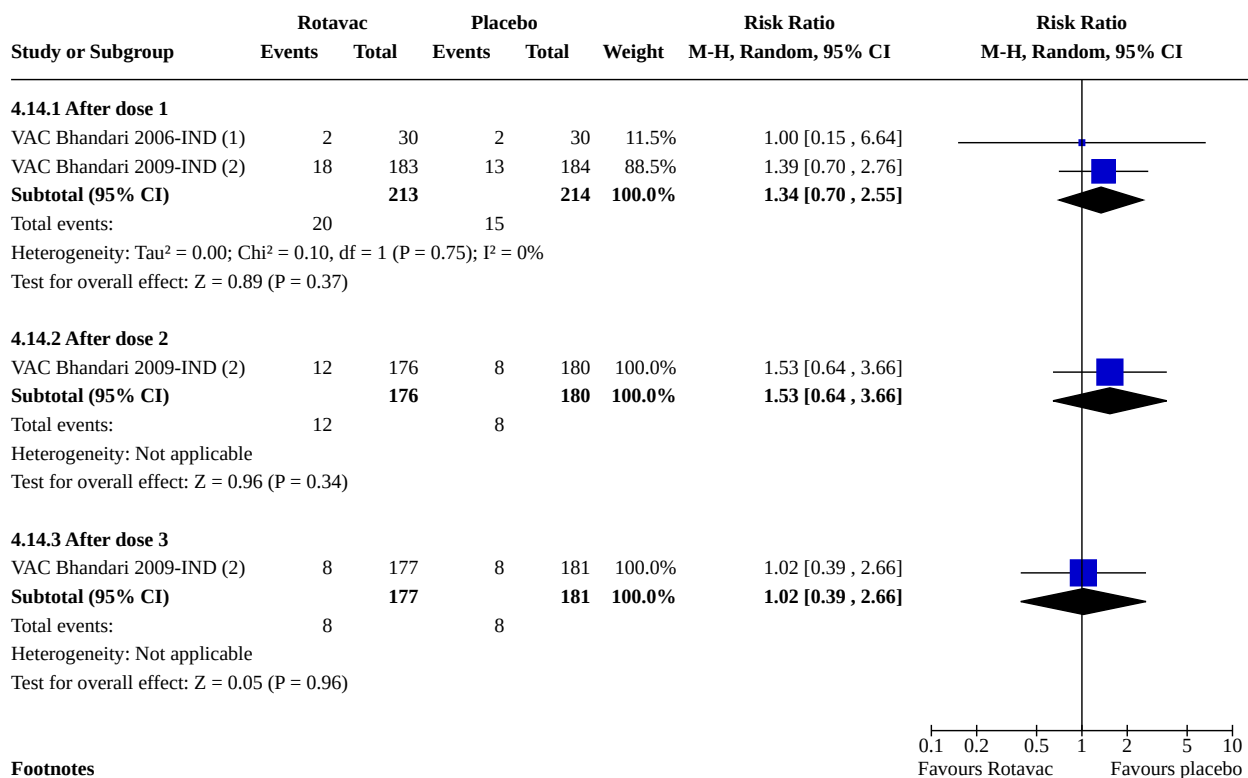 Rotavac Placebo Risk Ratio Risk Ratio
Study or Subgroup Events Total Events Total Weight M-H, Random, 95% CI M-H, Random, 95% CI
4.14.1 After dose 1
VAC Bhandari 2006-IND (1) 2 30 2 30 11.5% 1.00 [0.15 , 6.64]
VAC Bhandari 2009-IND (2) 18 183 13 184 88.5% 1.39 [0.70 , 2.76]
Subtotal (95% CI) 213 214 100.0% 1.34 [0.70 , 2.55]
Total events: 20 15
Heterogeneity: Tau² = 0.00; Chi² = 0.10, df = 1 (P = 0.75); I² = 0%
Test for overall effect: Z = 0.89 (P = 0.37)
4.14.2 After dose 2
VAC Bhandari 2009-IND (2) 12 176 8 180 100.0% 1.53 [0.64 , 3.66]
Subtotal (95% CI) 176 180 100.0% 1.53 [0.64 , 3.66]
Total events: 12 8
Heterogeneity: Not applicable
Test for overall effect: Z = 0.96 (P = 0.34)
4.14.3 After dose 3
VAC Bhandari 2009-IND (2) 8 177 8 181 100.0% 1.02 [0.39 , 2.66]
Subtotal (95% CI) 177 181 100.0% 1.02 [0.39 , 2.66]
Total events: 8 8
Heterogeneity: Not applicable
Test for overall effect: Z = 0.05 (P = 0.96)
0.1 0.2 0.5 1 2 5 10
Footnotes Favours Rotavac Favours placebo